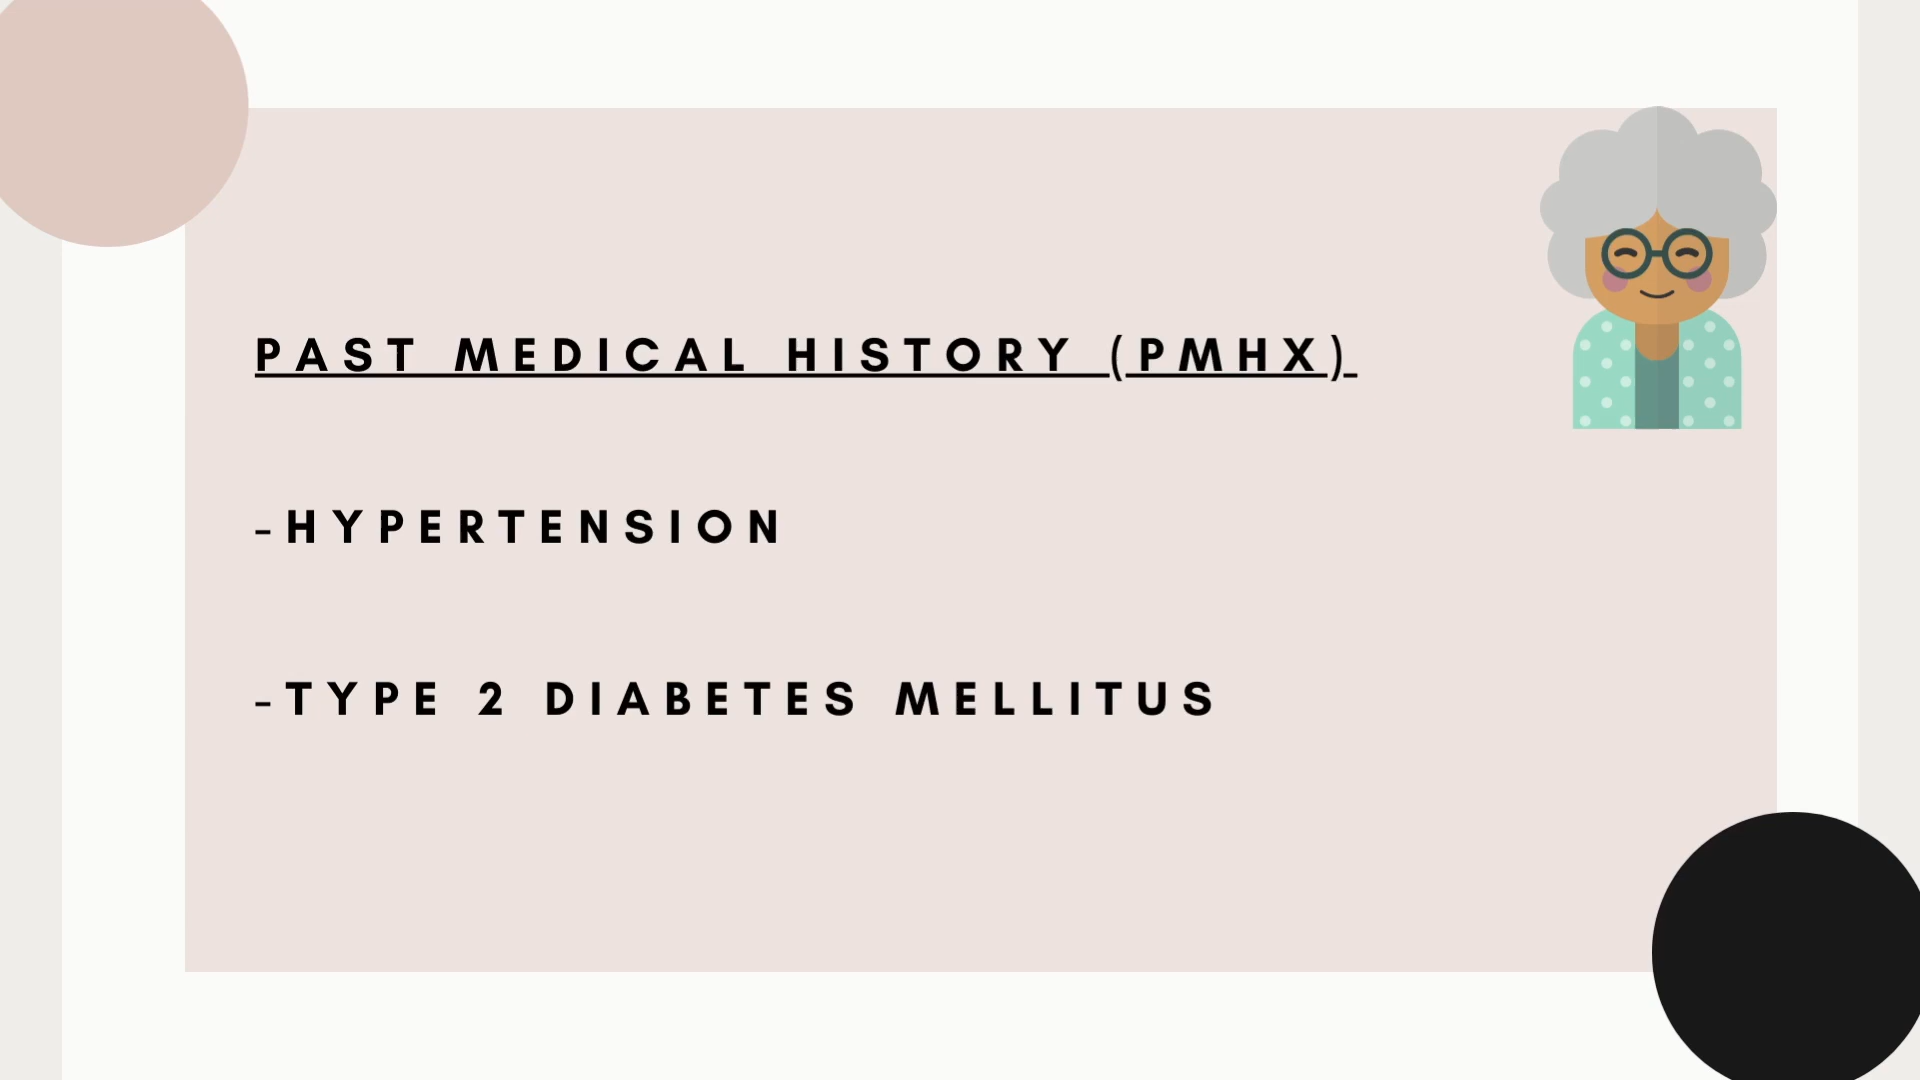 PAST MEDICAL HISTORY (PMHX)
-HYPERTENSION
-TYPE 2 DIABETES MELLITUS